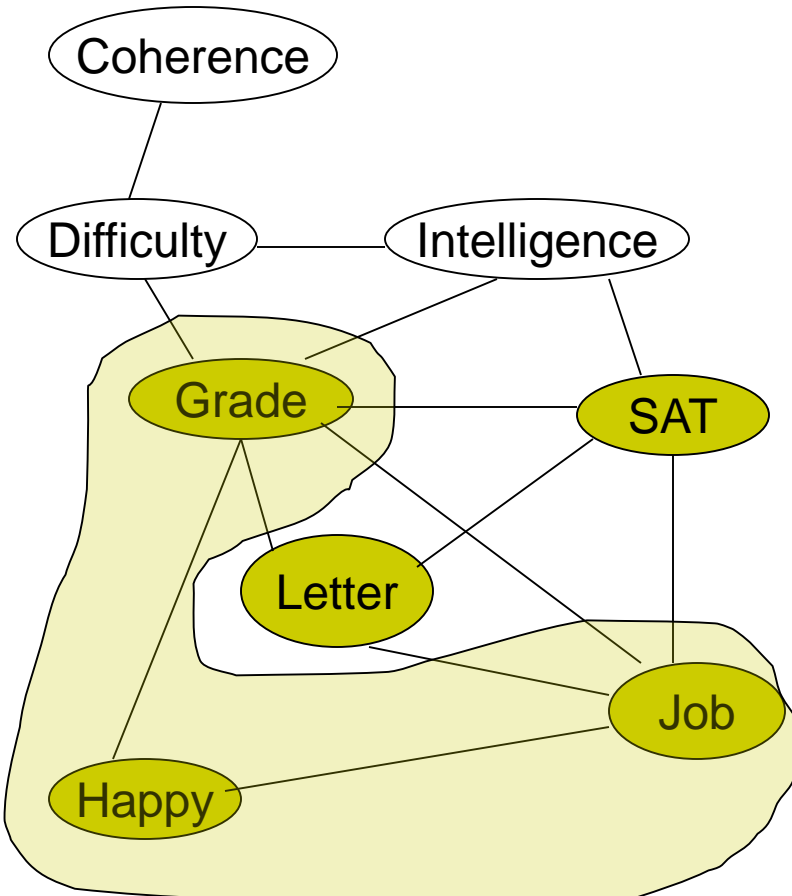 Coherence
Difficulty
Intelligence
Grade
SAT
Letter
Job
Happy